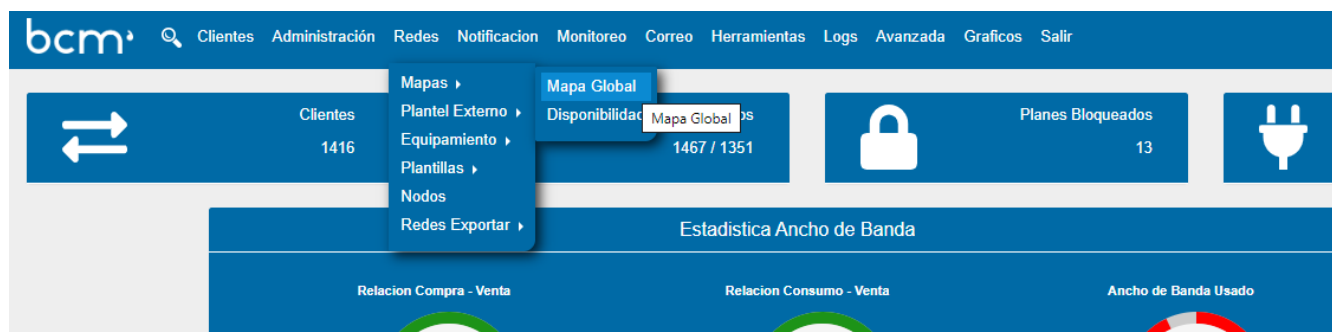 bcm
Clientes Administración Redes Notificacion Monitoreo Correo Herramientas Logs Avanzada Graficos Salir
Mapas
Plantel Externo
Equipamiento
Plantillas
Nodos
Redes Exportar
Mapa Global
Disponibilidad
Mapa Global
Clientes
1416
1467 / 1351
Planes Bloqueados
13
Estadistica Ancho de Banda
Relacion Compra - Venta
Relacion Consumo - Venta
Ancho de Banda Usado